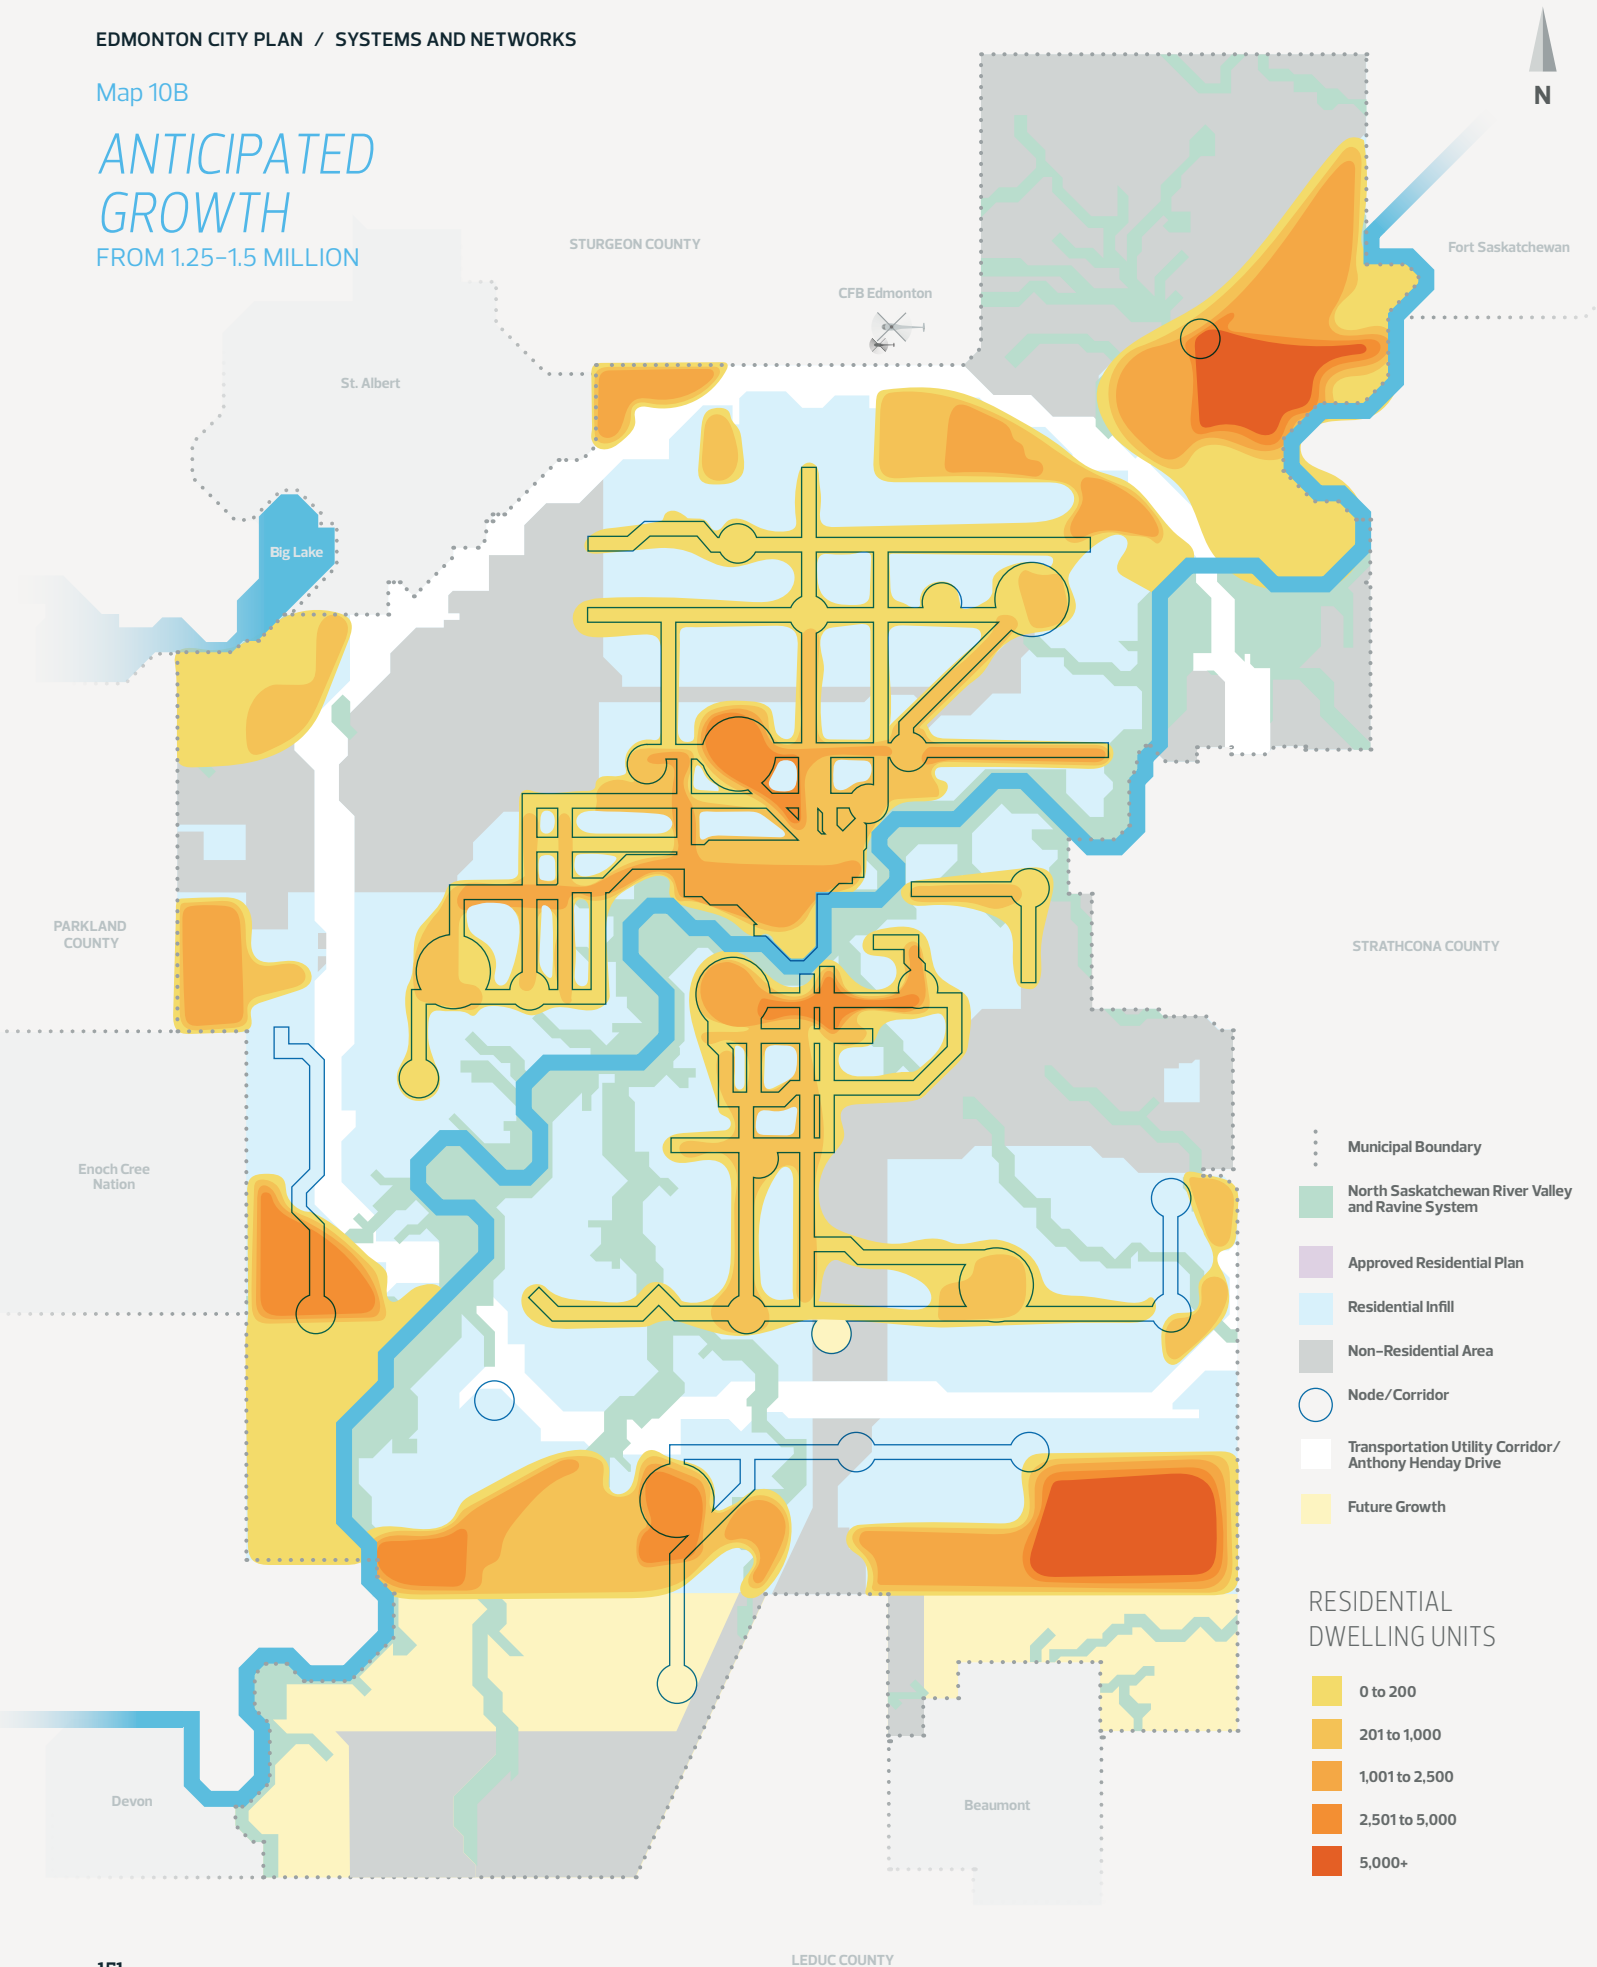 EDMONTON CITY PLAN / SYSTEMS AND NETWORKS
Map 10B
ANTICIPATED
GROWTH
FROM 1.25–1.5 MILLION
N
STURGEON COUNTY
Fort Saskatchewan
CFB Edmonton
St. Albert
Big Lake
PARKLAND
COUNTY
STRATHCONA COUNTY
Enoch Cree
Nation
Municipal Boundary
North Saskatchewan River Valley
and Ravine System
Approved Residential Plan
Residential Infill
Non-Residential Area
Node/Corridor
Transportation Utility Corridor/
Anthony Henday Drive
Future Growth
RESIDENTIAL
DWELLING UNITS
0 to 200
201 to 1,000
1,001 to 2,500
2,501 to 5,000
5,000+
Devon
Beaumont
LEDUC COUNTY